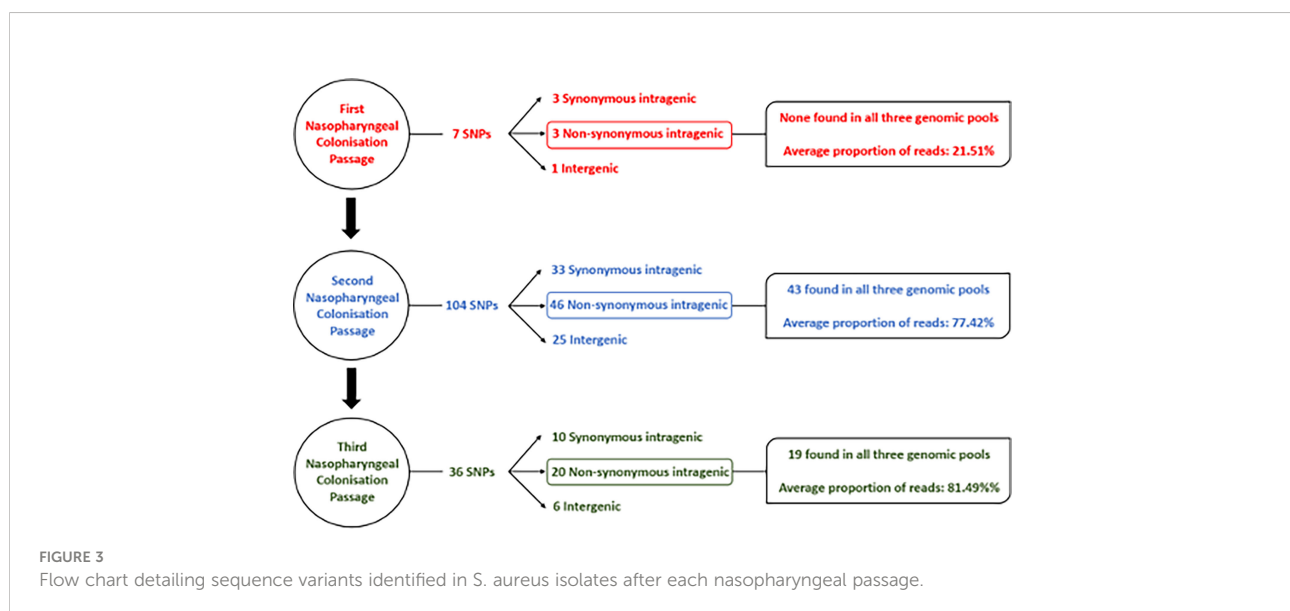 First
Nasopharyngeal
Colonisation
Passage
7 SNPs
3 Synonymous intragenic
3 Non-synonymous intragenic
1 Intergenic
None found in all three genomic pools
Average proportion of reads: 21.51%
Second
Nasopharyngeal
Colonisation
Passage
104 SNPs
33 Synonymous intragenic
46 Non-synonymous intragenic
25 Intergenic
43 found in all three genomic pools
Average proportion of reads: 77.42%
Third
Nasopharyngeal
Colonisation
Passage
36 SNPs
10 Synonymous intragenic
20 Non-synonymous intragenic
6 Intergenic
19 found in all three genomic pools
Average proportion of reads: 81.49%%
FIGURE 3
Flow chart detailing sequence variants identified in S. aureus isolates after each nasopharyngeal passage.